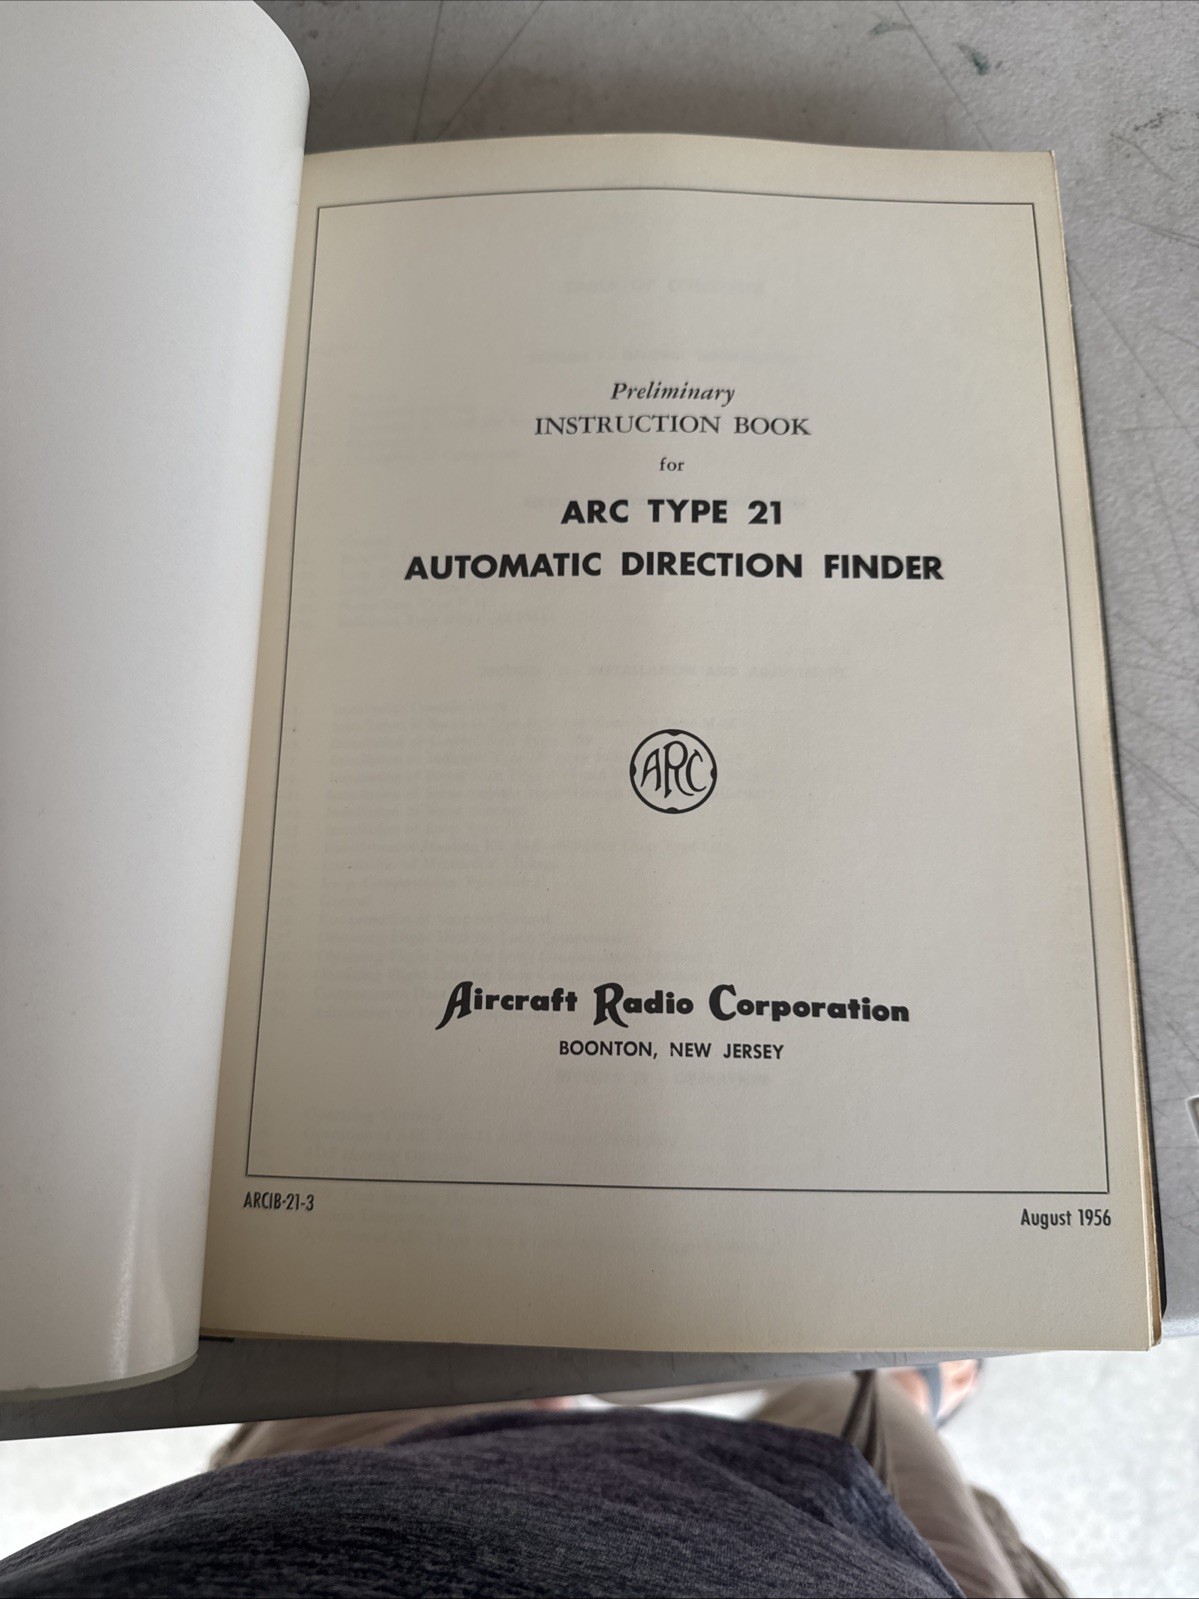 Preliminary
INSTRUCTION BOOK
for
ARC TYPE 21
AUTOMATIC DIRECTION FINDER
ARC
Aircraft Radio Corporation
BOONTON, NEW JERSEY
ARCIB-21-3
August 1956